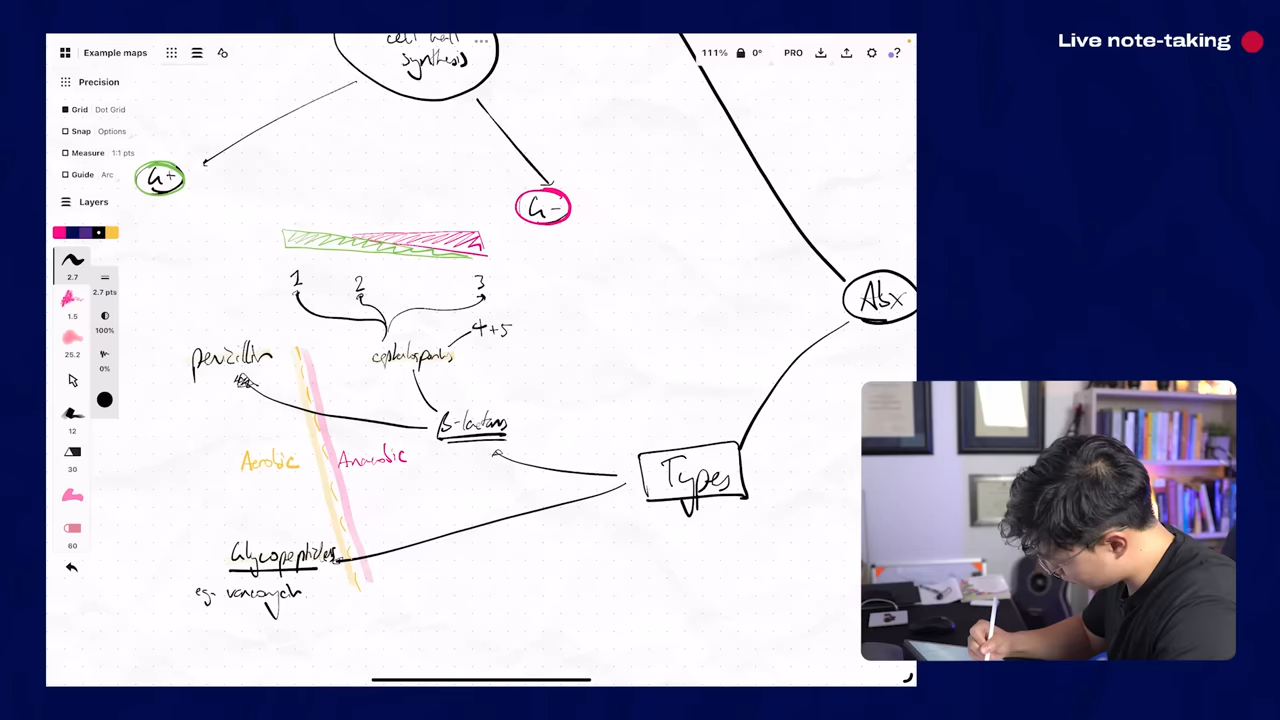 Live note-taking
Example maps
111% 0° PRO
?
Precision
Grid Dot Grid
Snap Options
Measure 1:1 pts
Guide Arc
Layers
2.7
2.7 pts
1.5
100%
25.2
0%
12
30
60
cell wall
synthesis
G+
G-
1 2 3
4+5
penicillin
cephalosporins
β-lactams
Aerobic
Anaerobic
Types
Abx
Glycopeptides
eg. vancomycin